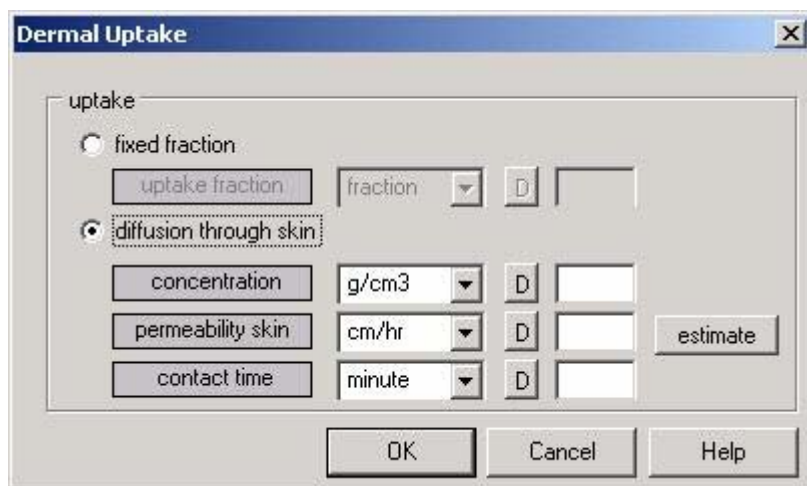 Dermal Uptake
uptake
fixed fraction
uptake fraction fraction D
diffusion through skin
concentration g/cm3 D
permeability skin cm/hr D estimate
contact time minute D
OK Cancel Help